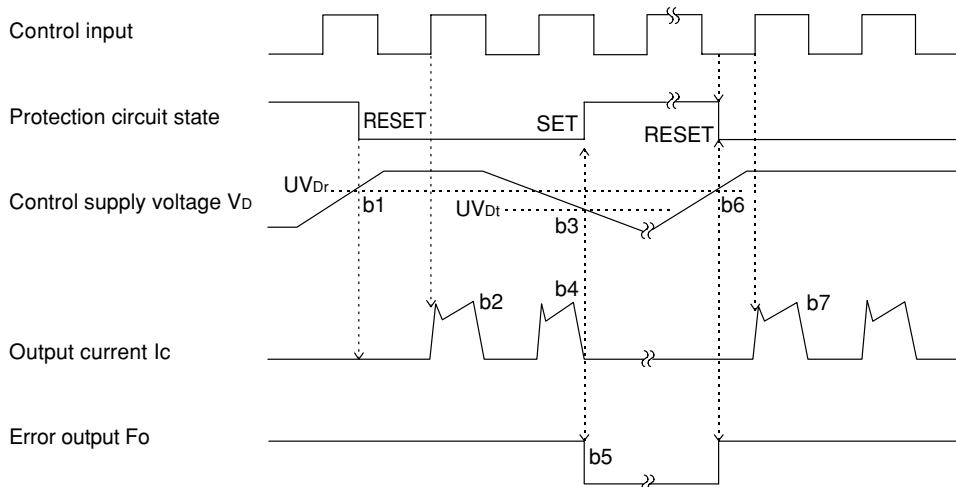 Control input
Protection circuit state
RESET
SET
RESET
UVDr
Control supply voltage VD
b1
UVDt
b3
b6
b2
b4
b7
Output current Ic
Error output Fo
b5